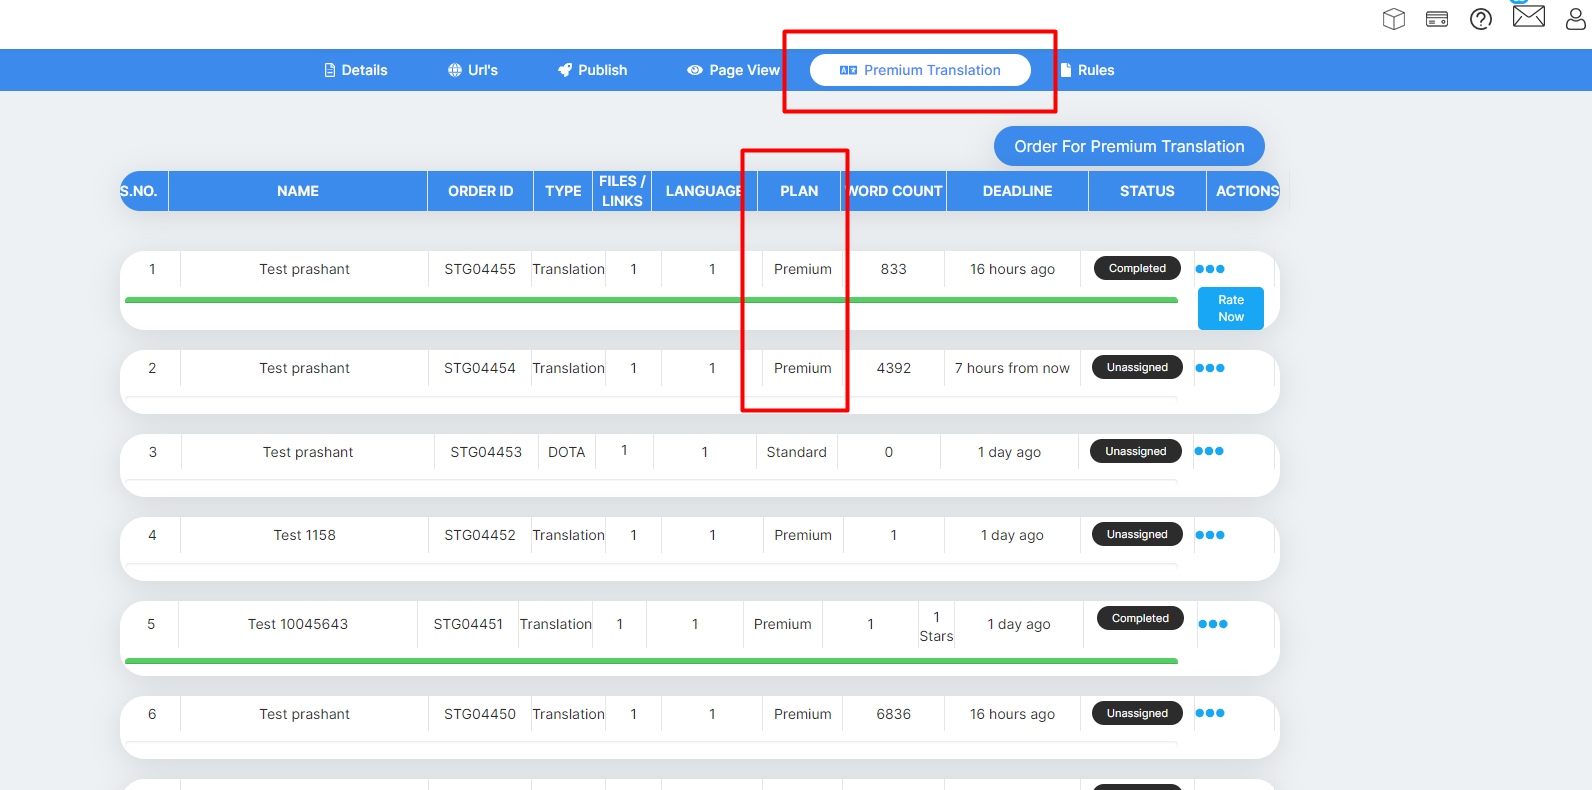 Details Url's Publish Page View Premium Translation Rules
Order For Premium Translation
S.NO. NAME ORDER ID TYPE FILES / LINKS LANGUAGE PLAN WORD COUNT DEADLINE STATUS ACTIONS
1 Test prashant STG04455 Translation 1 1 Premium 833 16 hours ago Completed
Rate
Now
2 Test prashant STG04454 Translation 1 1 Premium 4392 7 hours from now Unassigned
3 Test prashant STG04453 DOTA 1 1 Standard 0 1 day ago Unassigned
4 Test 1158 STG04452 Translation 1 1 Premium 1 1 day ago Unassigned
5 Test 10045643 STG04451 Translation 1 1 Premium 1 1 Stars 1 day ago Completed
6 Test prashant STG04450 Translation 1 1 Premium 6836 16 hours ago Unassigned